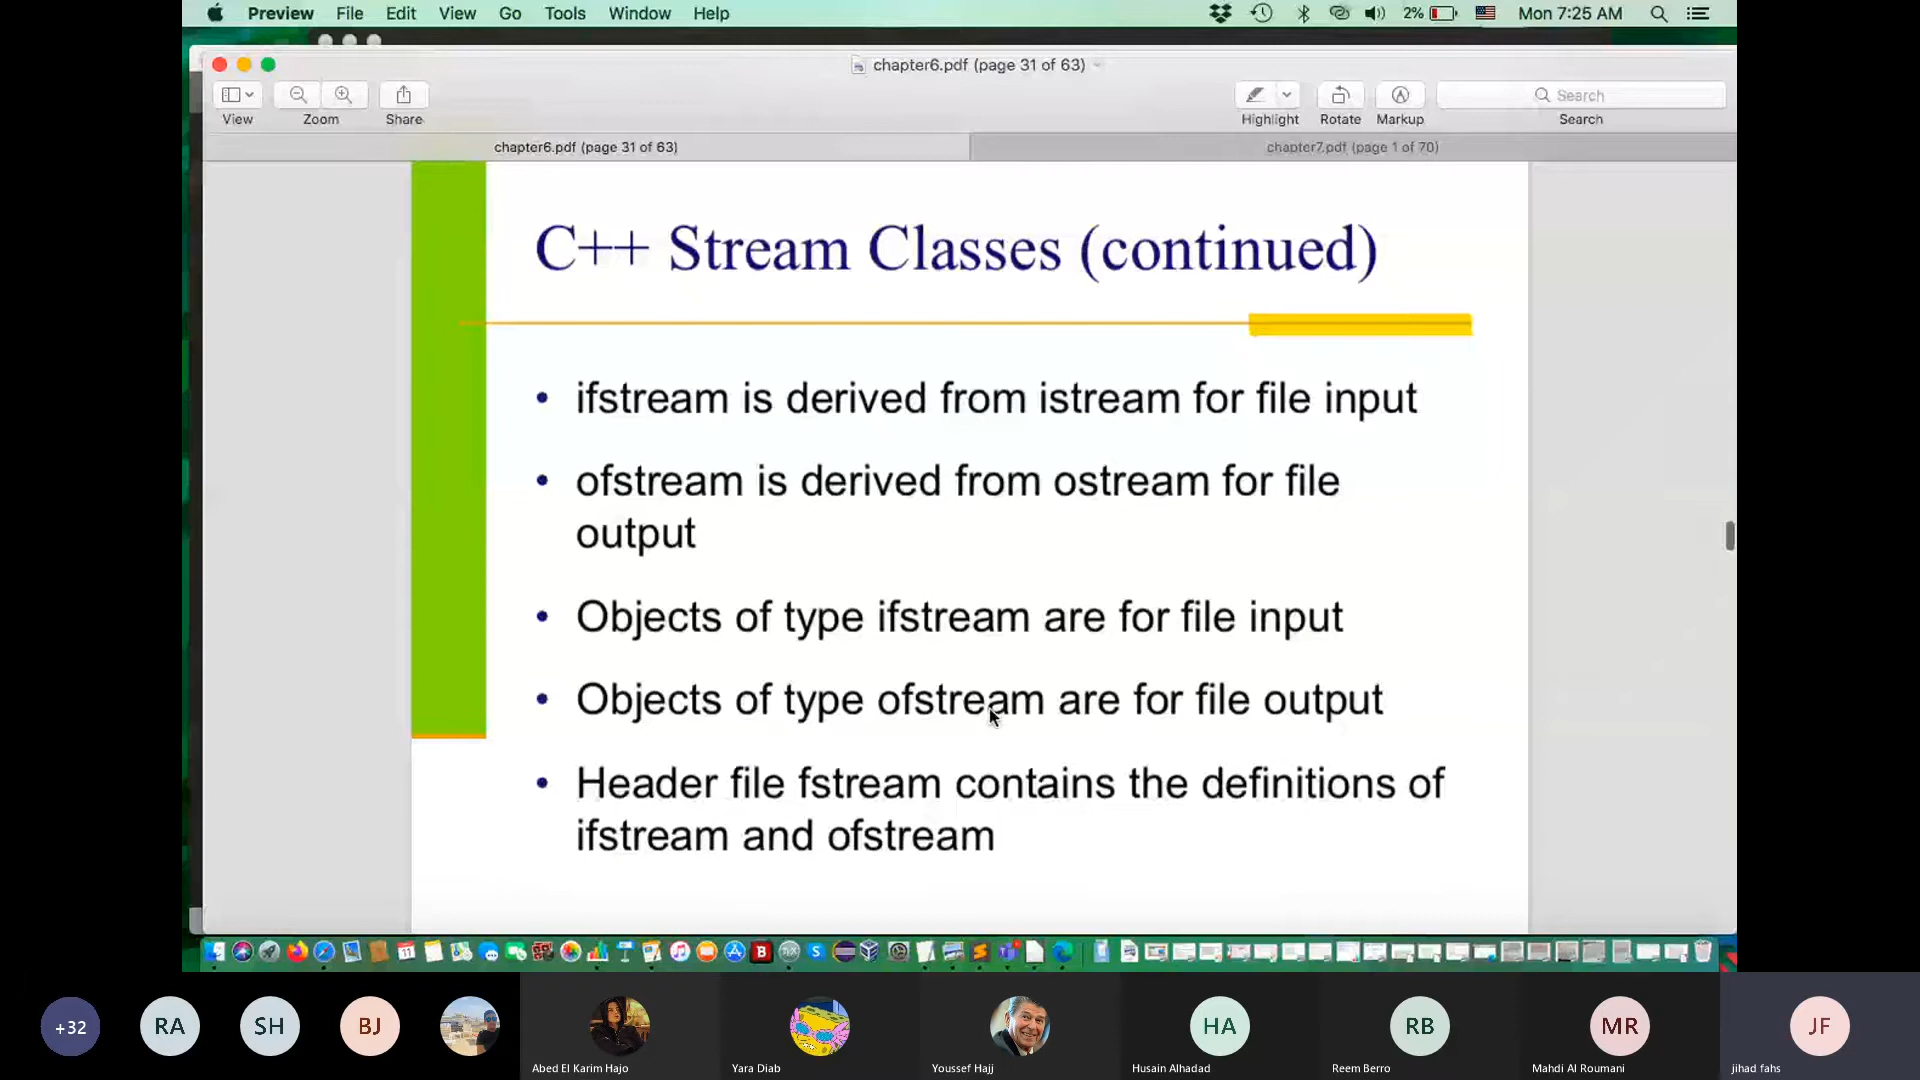 Preview File Edit View Go Tools Window Help 2% Mon 7:25 AM
chapter6.pdf (page 31 of 63)
View Zoom Share Highlight Rotate Markup Search
Search
chapter6.pdf (page 31 of 63) chapter7.pdf (page 1 of 70)
C++ Stream Classes (continued)
• ifstream is derived from istream for file input
• ofstream is derived from ostream for file
output
• Objects of type ifstream are for file input
• Objects of type ofstream are for file output
• Header file fstream contains the definitions of
ifstream and ofstream
+32 RA SH BJ HA RB MR JF
Abed El Karim Hajo Yara Diab Youssef Hajj Husain Alhadad Reem Berro Mahdi Al Roumani jihad fahs